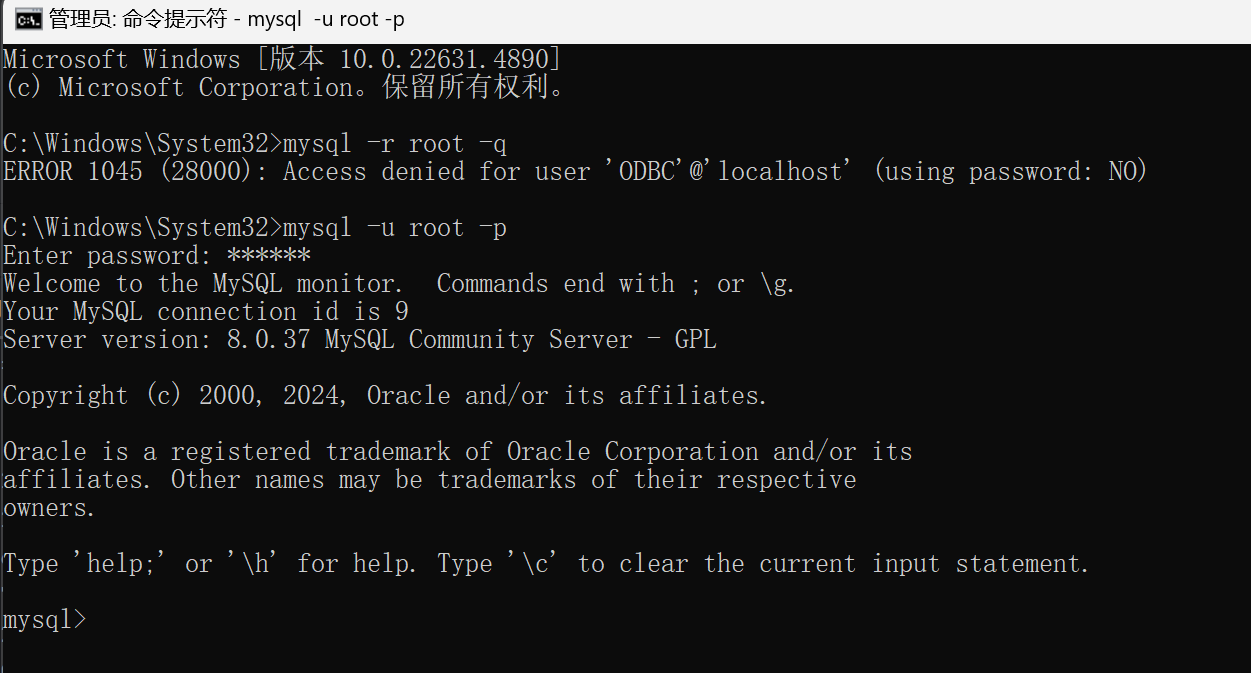 管理员: 命令提示符 - mysql  -u root -p
Microsoft Windows [版本 10.0.22631.4890]
(c) Microsoft Corporation。保留所有权利。
C:\Windows\System32>mysql -r root -q
ERROR 1045 (28000): Access denied for user 'ODBC'@'localhost' (using password: NO)
C:\Windows\System32>mysql -u root -p
Enter password: ******
Welcome to the MySQL monitor.  Commands end with ; or \g.
Your MySQL connection id is 9
Server version: 8.0.37 MySQL Community Server - GPL
Copyright (c) 2000, 2024, Oracle and/or its affiliates.
Oracle is a registered trademark of Oracle Corporation and/or its
affiliates. Other names may be trademarks of their respective
owners.
Type 'help;' or '\h' for help. Type '\c' to clear the current input statement.
mysql>